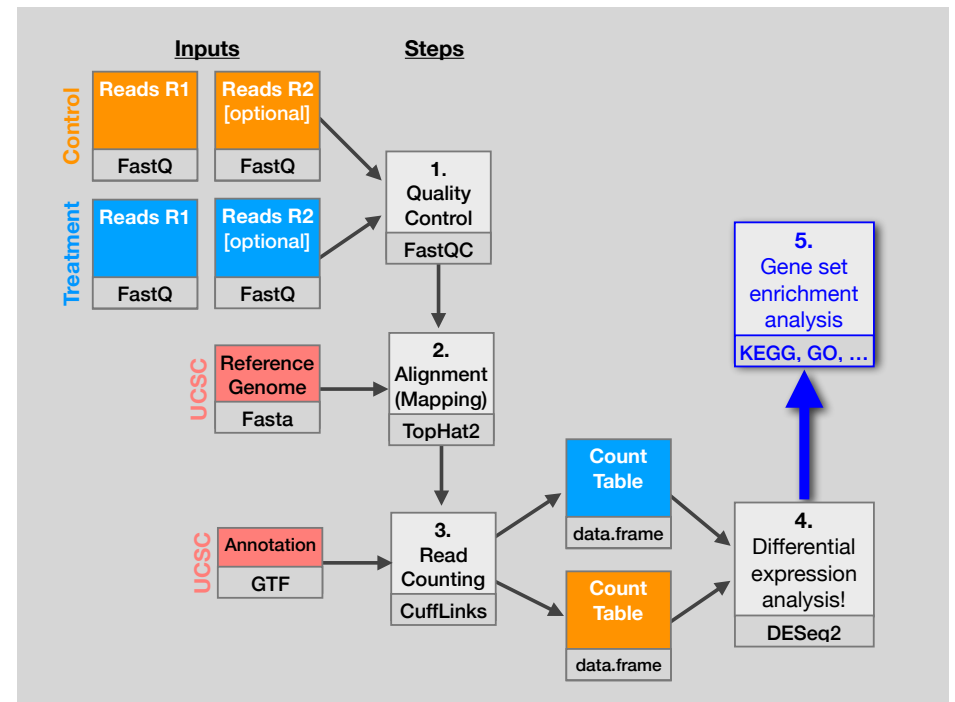 Inputs
Steps
Control
Reads R1
FastQ
Reads R2
[optional]
FastQ
Treatment
Reads R1
FastQ
Reads R2
[optional]
FastQ
1.
Quality
Control
FastQC
UCSC
Reference
Genome
Fasta
2.
Alignment
(Mapping)
TopHat2
UCSC
Annotation
GTF
3.
Read
Counting
CuffLinks
Count
Table
data.frame
Count
Table
data.frame
4.
Differential
expression
analysis!
DESeq2
5.
Gene set
enrichment
analysis
KEGG, GO, …